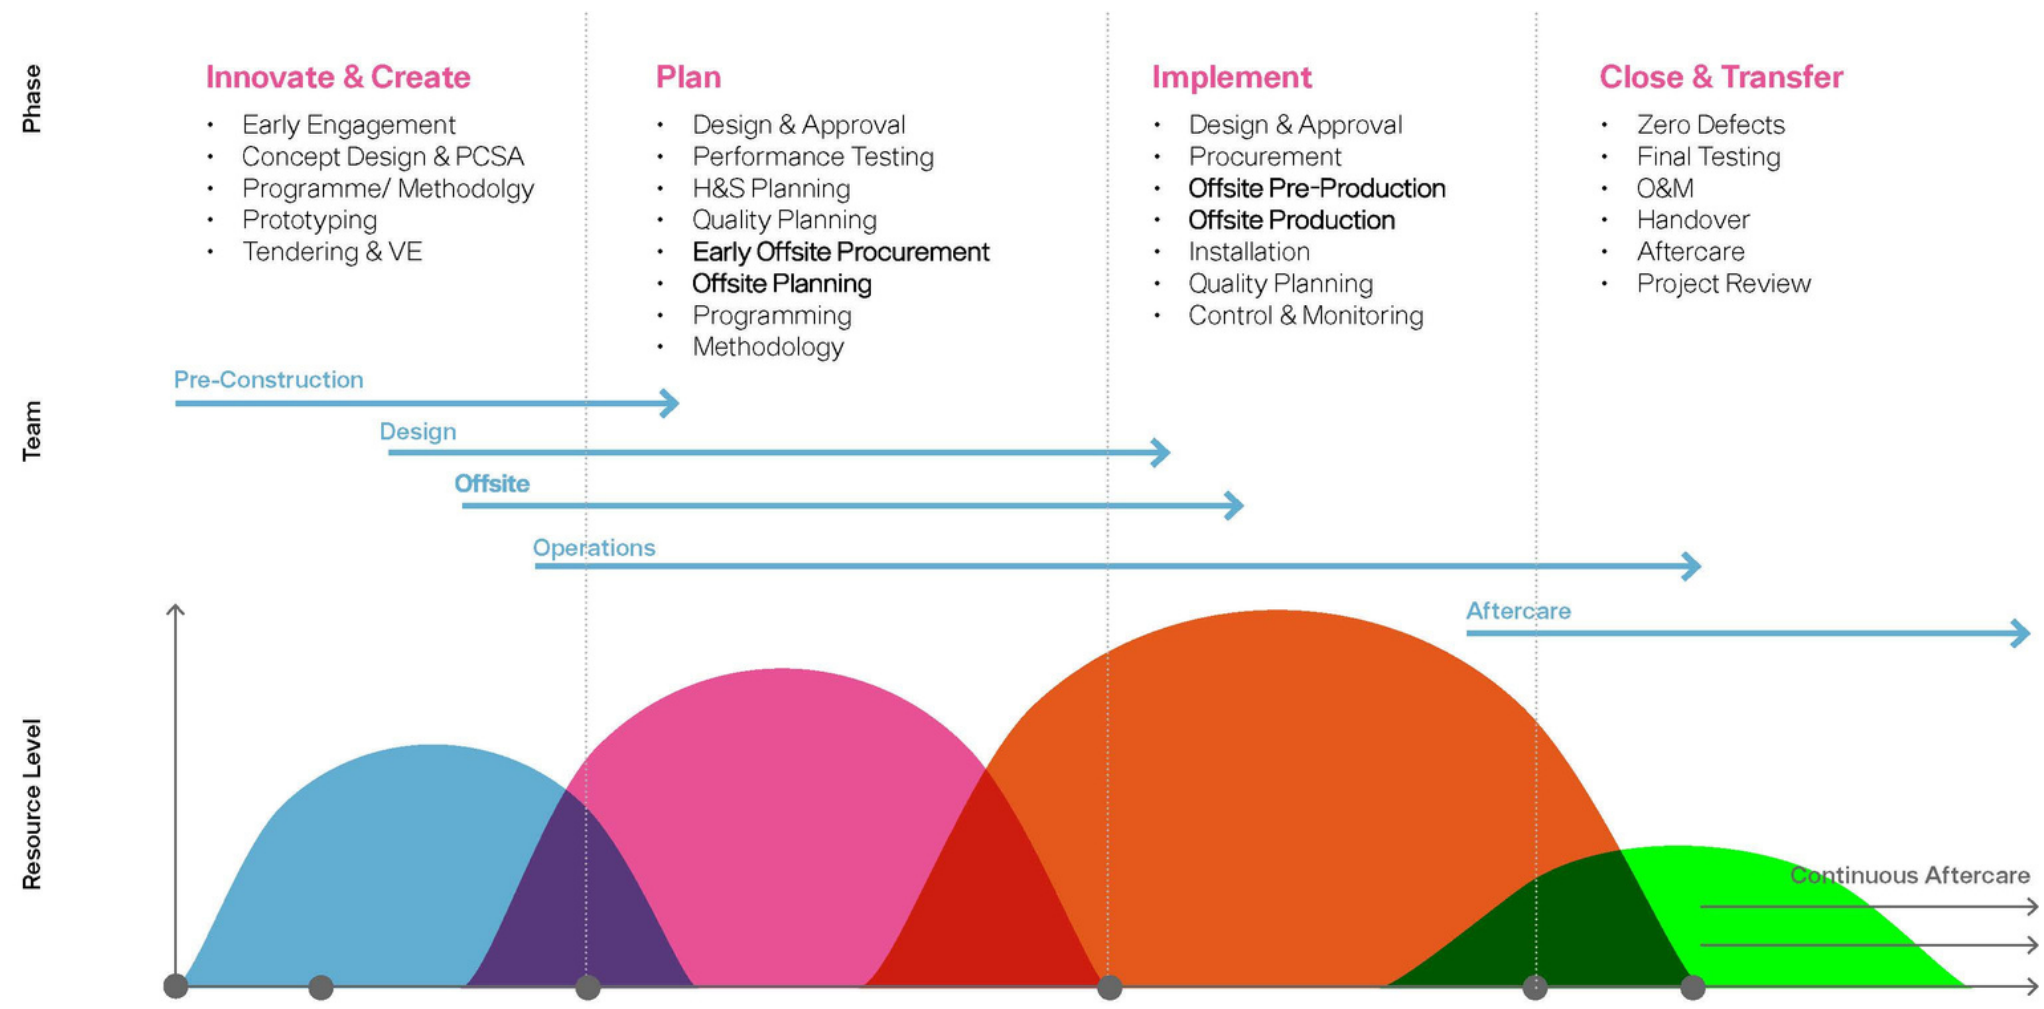 Phase
Innovate & Create
• Early Engagement
• Concept Design & PCSA
• Programme/ Methodolgy
• Prototyping
• Tendering & VE
Plan
• Design & Approval
• Performance Testing
• H&S Planning
• Quality Planning
• Early Offsite Procurement
• Offsite Planning
• Programming
• Methodology
Implement
• Design & Approval
• Procurement
• Offsite Pre-Production
• Offsite Production
• Installation
• Quality Planning
• Control & Monitoring
Close & Transfer
• Zero Defects
• Final Testing
• O&M
• Handover
• Aftercare
• Project Review
Team
Pre-Construction
Design
Offsite
Operations
Aftercare
Resource Level
Continuous Aftercare